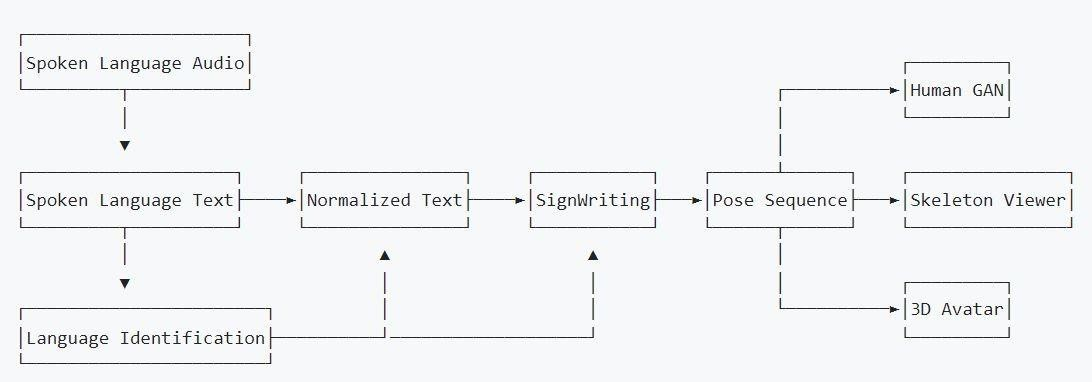 Spoken Language Audio
Human GAN
Spoken Language Text
Normalized Text
SignWriting
Pose Sequence
Skeleton Viewer
3D Avatar
Language Identification